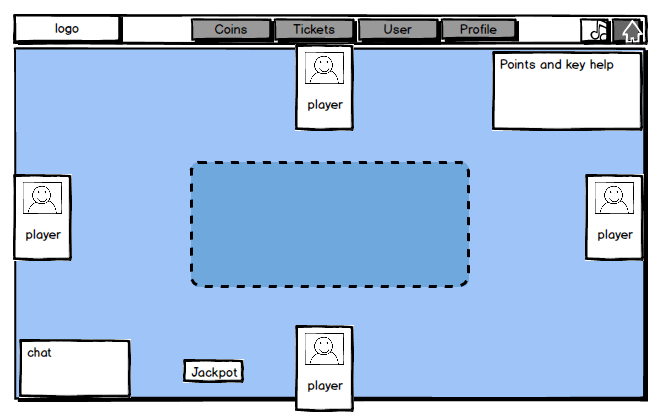 logo
Coins
Tickets
User
Profile
player
Points and key help
player
player
chat
Jackpot
player